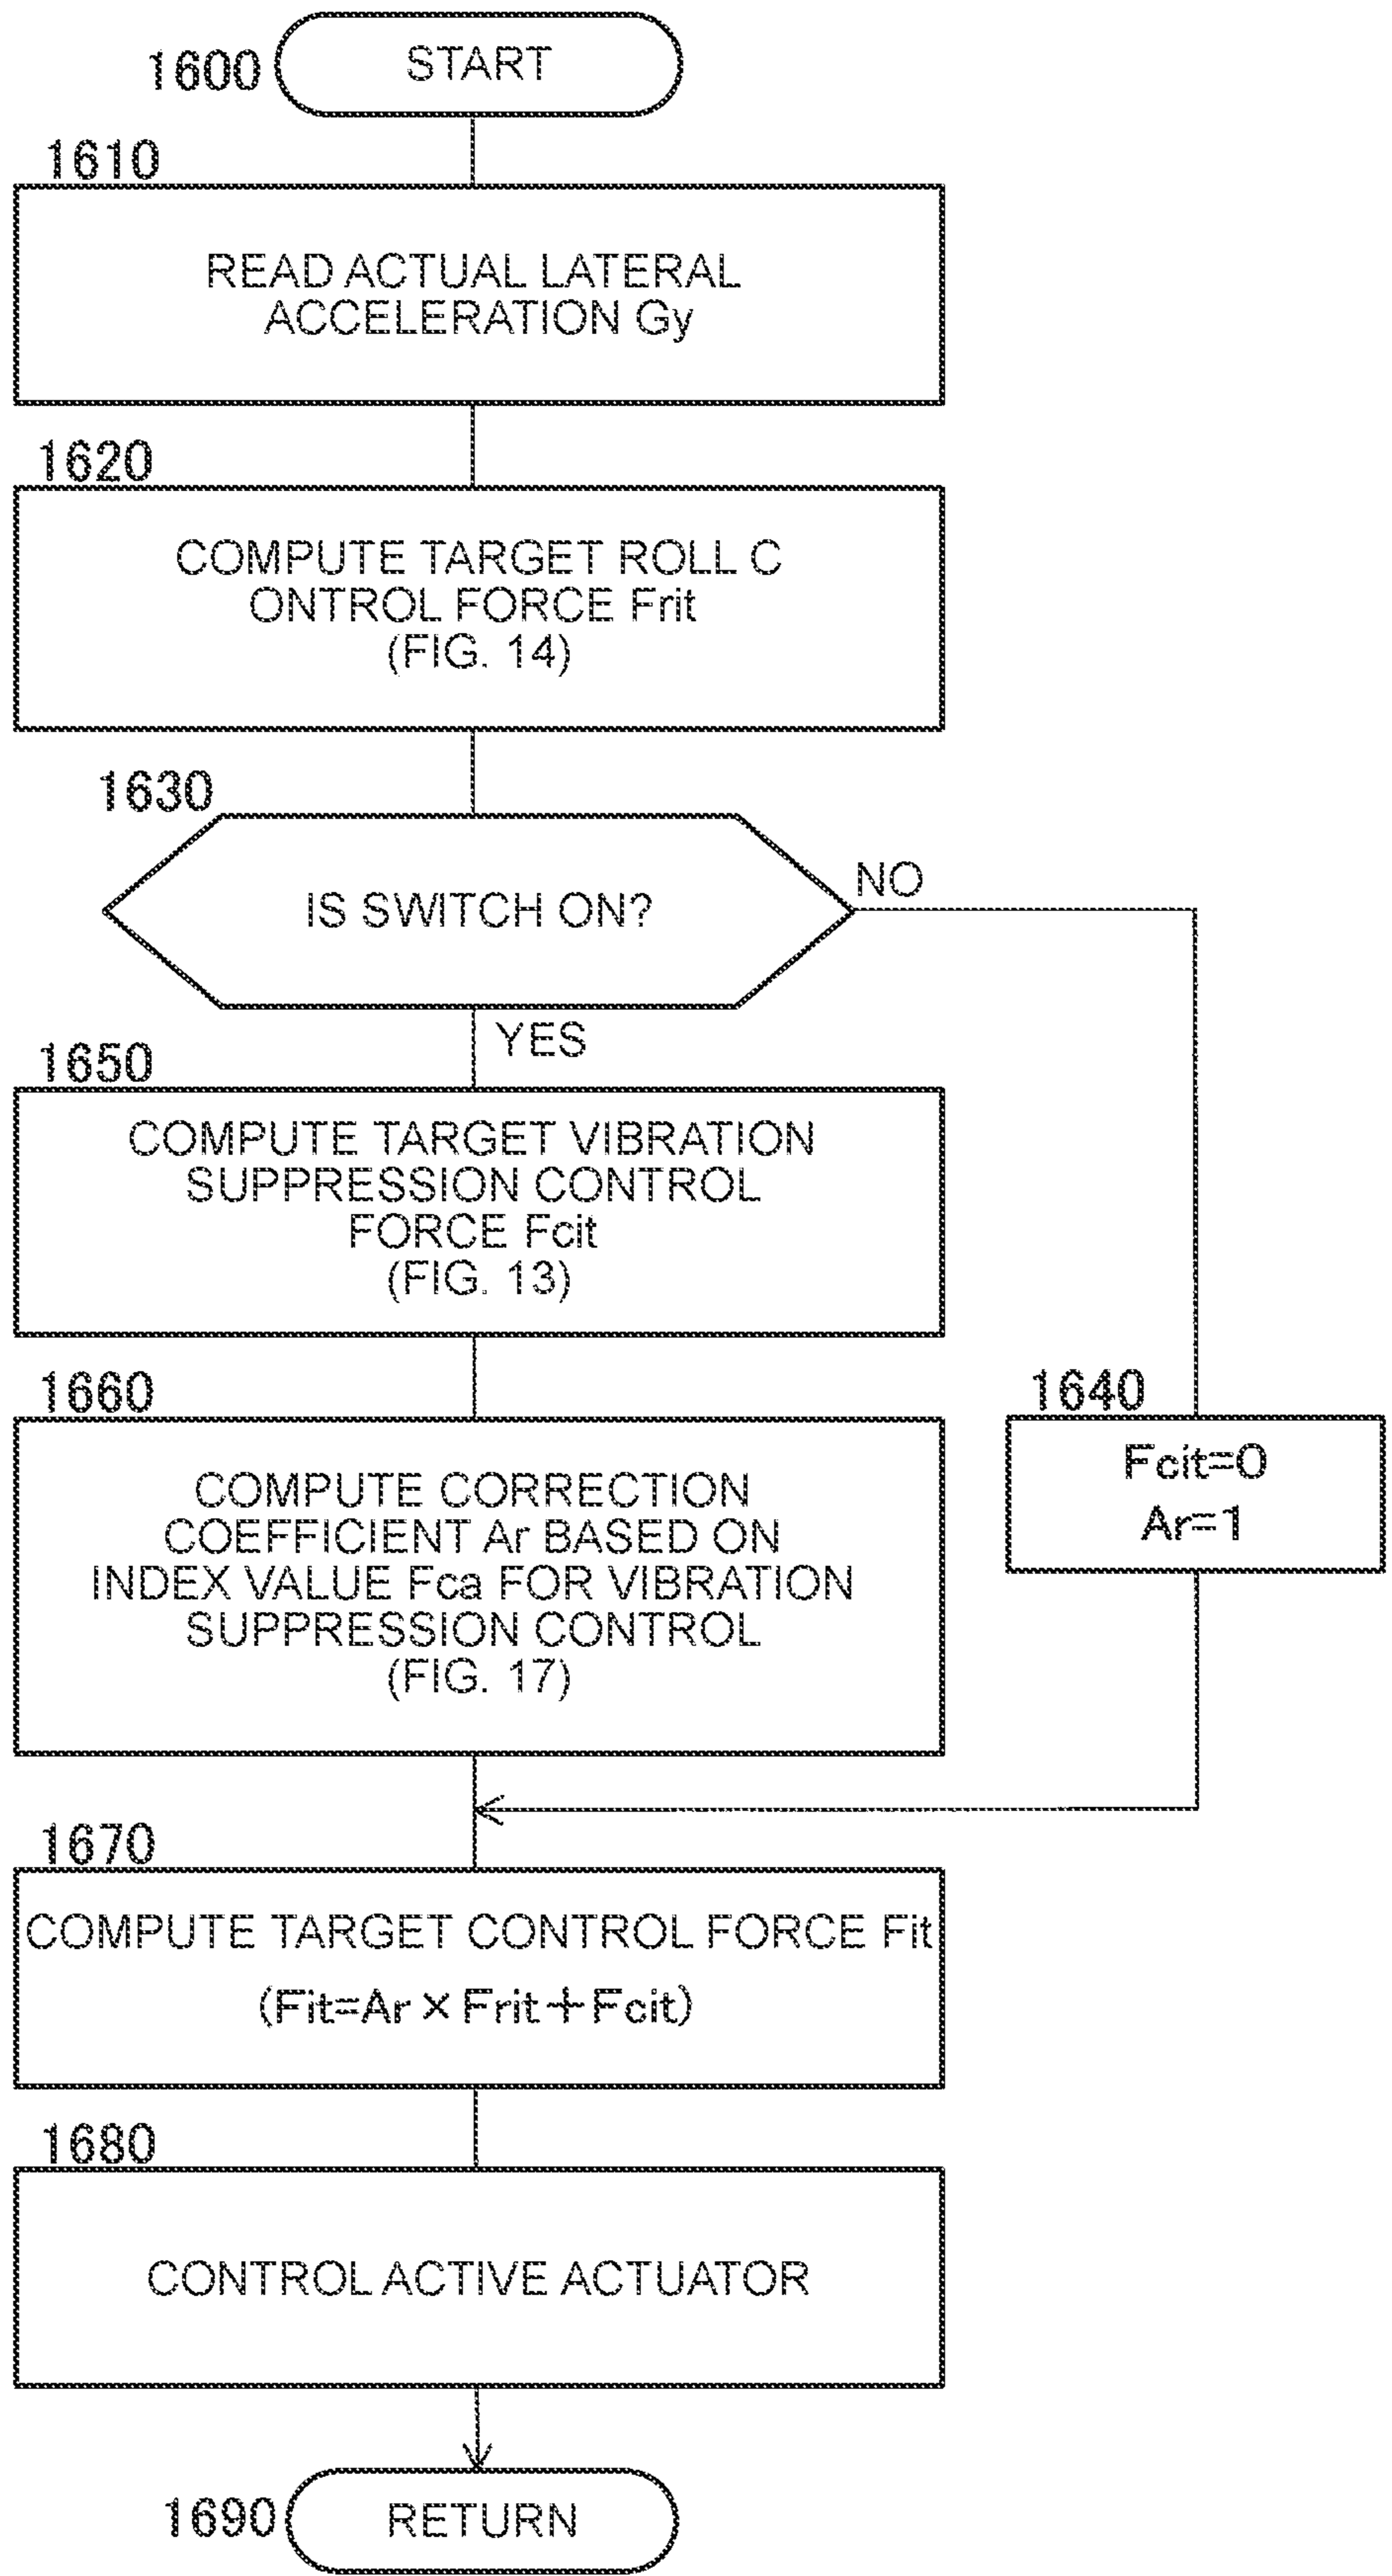 1600
START
1610
READ ACTUAL LATERAL
ACCELERATION Gy
1620
COMPUTE TARGET ROLL C
ONTROL FORCE Frit
(FIG. 14)
1630
IS SWITCH ON?
NO
YES
1650
COMPUTE TARGET VIBRATION
SUPPRESSION CONTROL
FORCE Fcit
(FIG. 13)
1660
COMPUTE CORRECTION
COEFFICIENT Ar BASED ON
INDEX VALUE Fca FOR VIBRATION
SUPPRESSION CONTROL
(FIG. 17)
1640
Fcit=0
Ar=1
1670
COMPUTE TARGET CONTROL FORCE Fit
(Fit=Ar × Frit+Fcit)
1680
CONTROL ACTIVE ACTUATOR
1690
RETURN